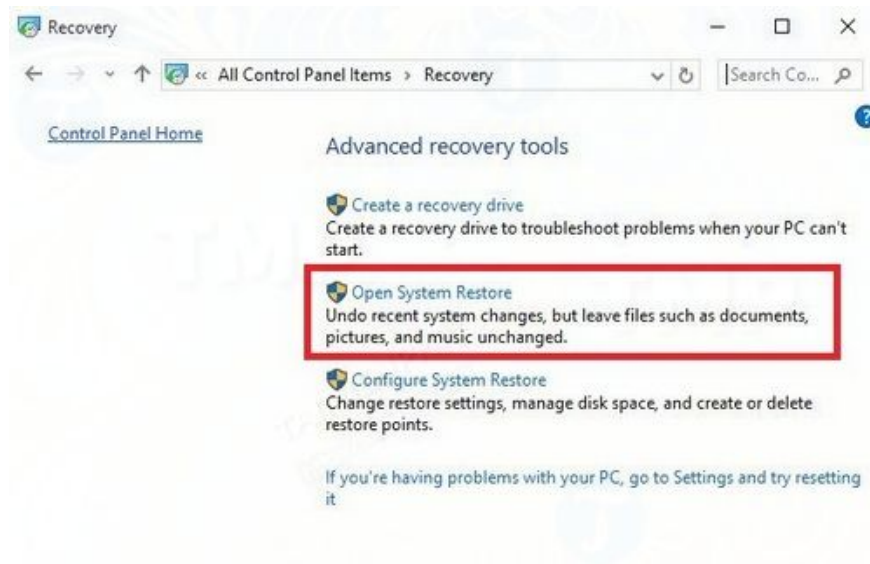 Recovery
« All Control Panel Items › Recovery
Search Co...
Control Panel Home
Advanced recovery tools
Create a recovery drive
Create a recovery drive to troubleshoot problems when your PC can't
start.
Open System Restore
Undo recent system changes, but leave files such as documents,
pictures, and music unchanged.
Configure System Restore
Change restore settings, manage disk space, and create or delete
restore points.
If you're having problems with your PC, go to Settings and try resetting
it